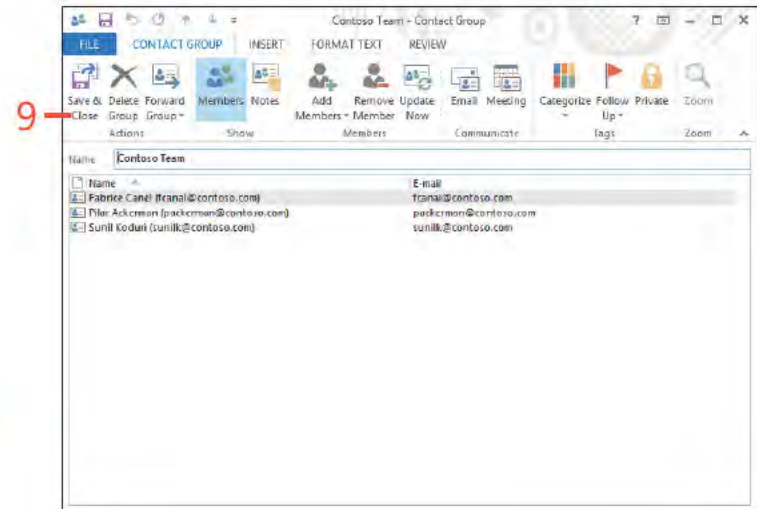 Contoso Team - Contact Group
FILE CONTACT GROUP INSERT FORMAT TEXT REVIEW
Save & Delete Forward Members Notes Add Remove Update Email Meeting Categorize Follow Private Zoom
Close Group Group Members Member Now Up
Actions Show Members Communicate Tags Zoom
9
Name Contoso Team
Name E-mail
Fabrice Canel (fcanal@contoso.com) fcanal@contoso.com
Pilar Ackerman (packerman@contoso.com) packerman@contoso.com
Sunil Koduri (sunilk@contoso.com) sunilk@contoso.com